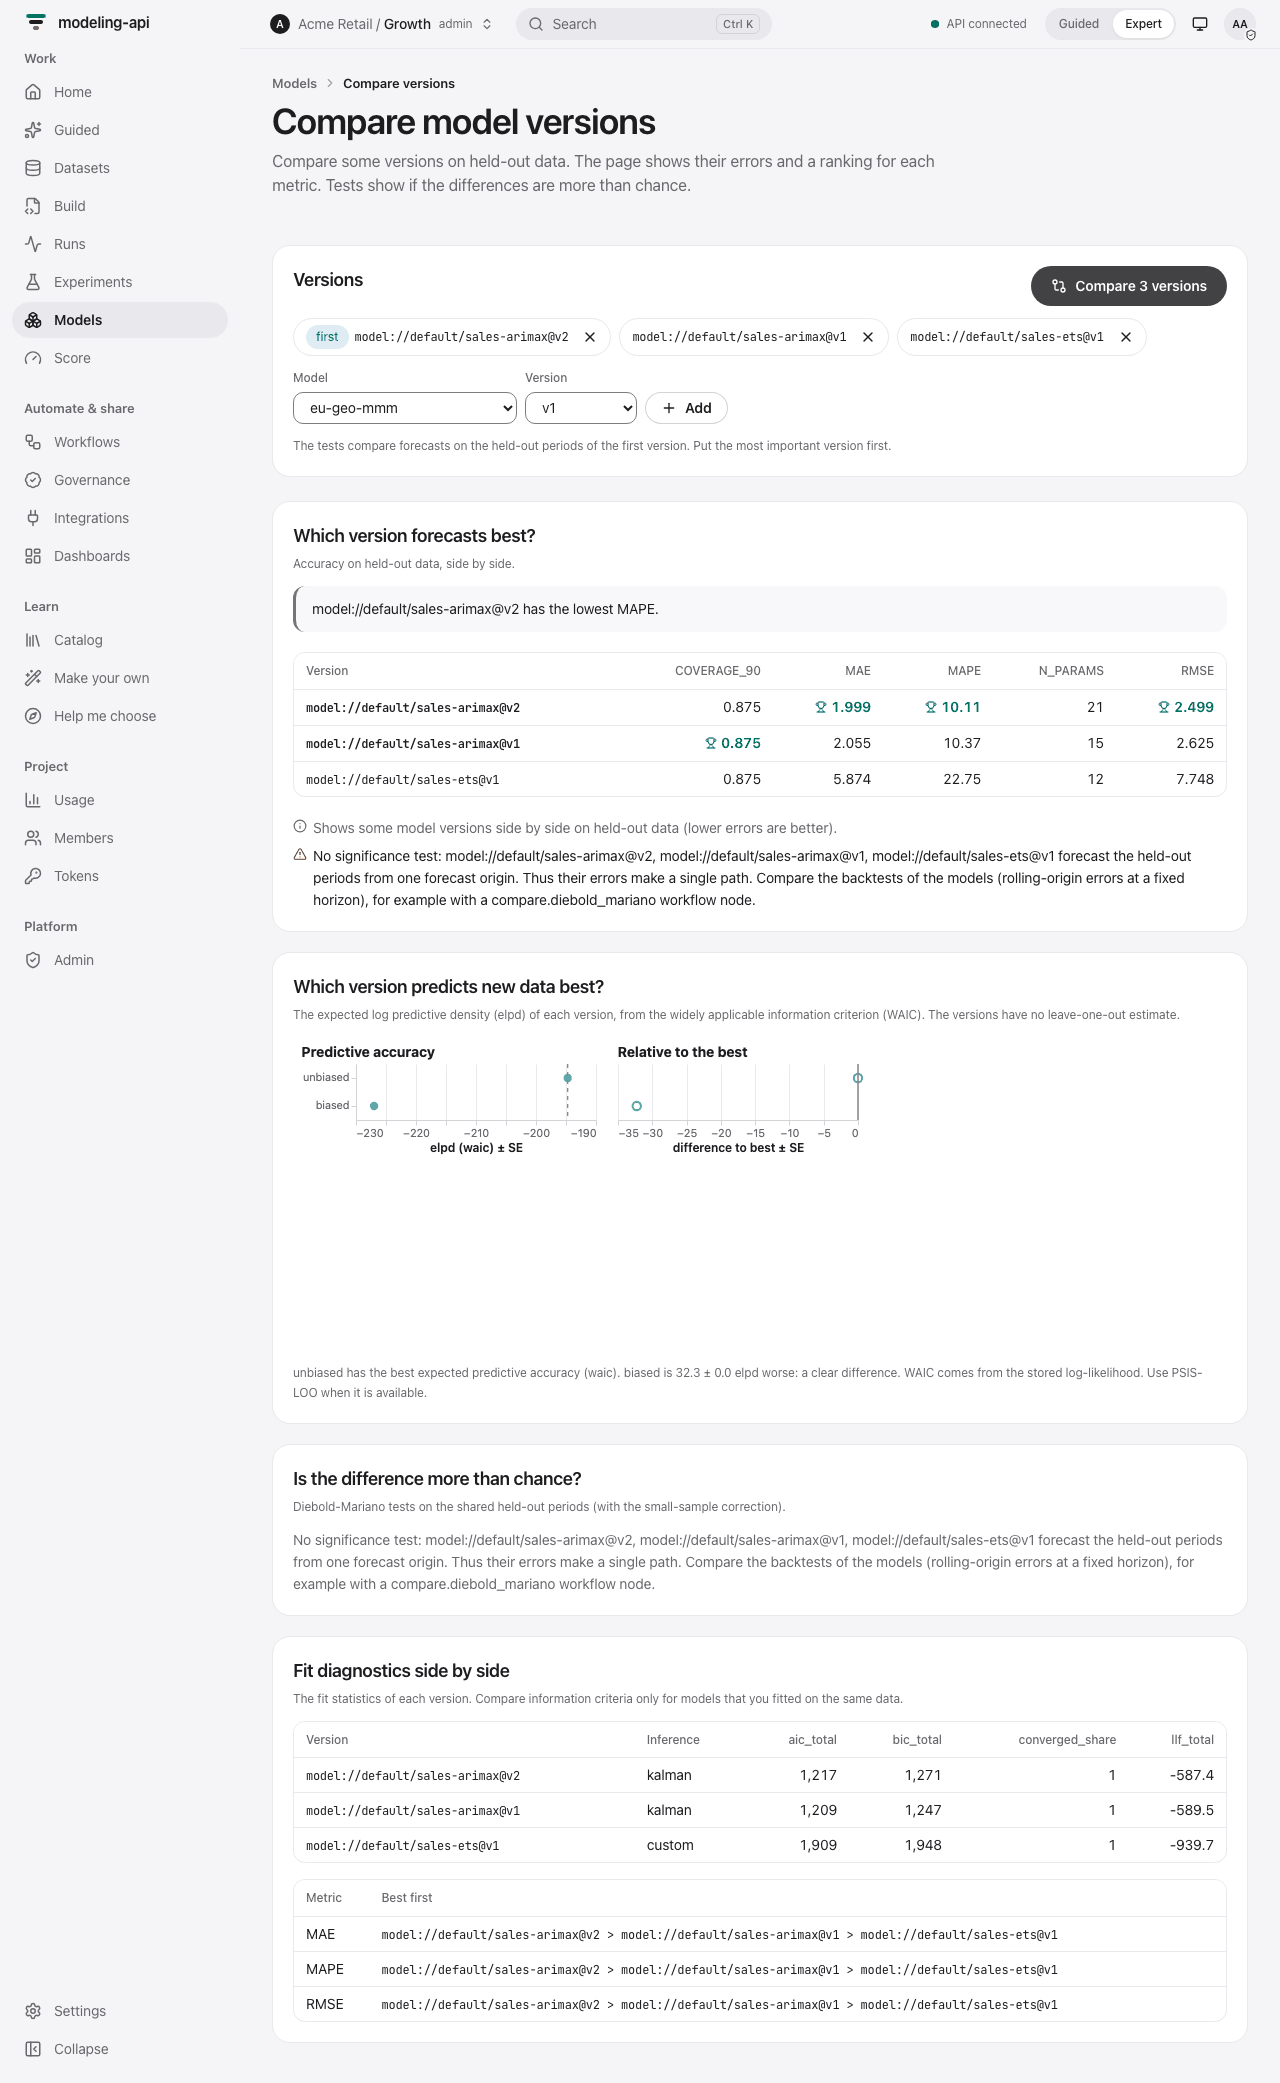 modeling-api
A Acme Retail / Growth admin
Search Ctrl K
API connected
Guided Expert
AA
Work
Home
Guided
Datasets
Build
Runs
Experiments
Models
Score
Automate & share
Workflows
Governance
Integrations
Dashboards
Learn
Catalog
Make your own
Help me choose
Project
Usage
Members
Tokens
Platform
Admin
Settings
Collapse
Models > Compare versions
Compare model versions
Compare some versions on held-out data. The page shows their errors and a ranking for each
metric. Tests show if the differences are more than chance.
Versions
Compare 3 versions
first model://default/sales-arimax@v2 model://default/sales-arimax@v1 model://default/sales-ets@v1
Model Version
eu-geo-mmm v1 Add
The tests compare forecasts on the held-out periods of the first version. Put the most important version first.
Which version forecasts best?
Accuracy on held-out data, side by side.
model://default/sales-arimax@v2 has the lowest MAPE.
Version COVERAGE_90 MAE MAPE N_PARAMS RMSE
model://default/sales-arimax@v2 0.875 1.999 10.11 21 2.499
model://default/sales-arimax@v1 0.875 2.055 10.37 15 2.625
model://default/sales-ets@v1 0.875 5.874 22.75 12 7.748
Shows some model versions side by side on held-out data (lower errors are better).
No significance test: model://default/sales-arimax@v2, model://default/sales-arimax@v1, model://default/sales-ets@v1 forecast the held-out
periods from one forecast origin. Thus their errors make a single path. Compare the backtests of the models (rolling-origin errors at a fixed
horizon), for example with a compare.diebold_mariano workflow node.
Which version predicts new data best?
The expected log predictive density (elpd) of each version, from the widely applicable information criterion (WAIC). The versions have no leave-one-out estimate.
Predictive accuracy Relative to the best
unbiased
biased
−230 −220 −210 −200 −190 −35 −30 −25 −20 −15 −10 −5 0
elpd (waic) ± SE difference to best ± SE
unbiased has the best expected predictive accuracy (waic). biased is 32.3 ± 0.0 elpd worse: a clear difference. WAIC comes from the stored log-likelihood. Use PSIS-
LOO when it is available.
Is the difference more than chance?
Diebold-Mariano tests on the shared held-out periods (with the small-sample correction).
No significance test: model://default/sales-arimax@v2, model://default/sales-arimax@v1, model://default/sales-ets@v1 forecast the held-out periods
from one forecast origin. Thus their errors make a single path. Compare the backtests of the models (rolling-origin errors at a fixed horizon), for
example with a compare.diebold_mariano workflow node.
Fit diagnostics side by side
The fit statistics of each version. Compare information criteria only for models that you fitted on the same data.
Version Inference aic_total bic_total converged_share llf_total
model://default/sales-arimax@v2 kalman 1,217 1,271 1 -587.4
model://default/sales-arimax@v1 kalman 1,209 1,247 1 -589.5
model://default/sales-ets@v1 custom 1,909 1,948 1 -939.7
Metric Best first
MAE model://default/sales-arimax@v2 > model://default/sales-arimax@v1 > model://default/sales-ets@v1
MAPE model://default/sales-arimax@v2 > model://default/sales-arimax@v1 > model://default/sales-ets@v1
RMSE model://default/sales-arimax@v2 > model://default/sales-arimax@v1 > model://default/sales-ets@v1